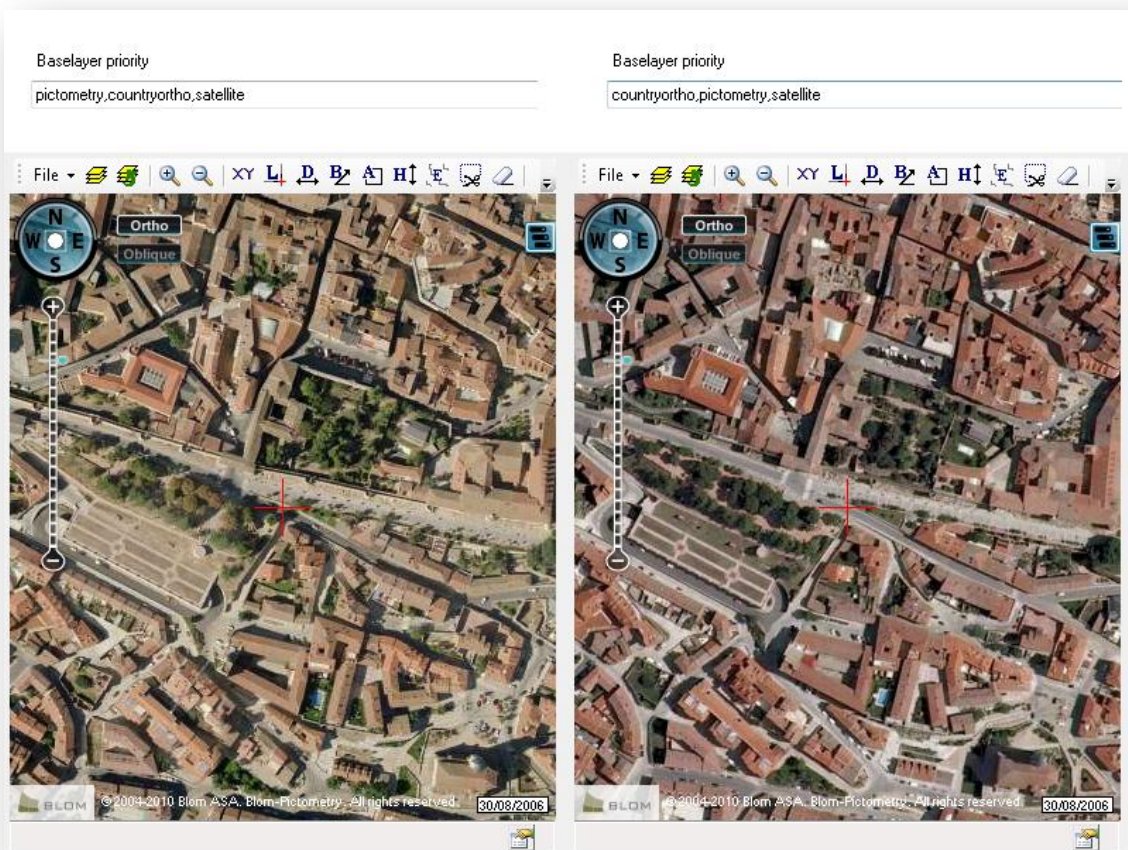 Baselayer priority
pictometry,countryortho,satellite
Baselayer priority
countryortho,pictometry,satellite
File XY L D B A H E
N
W E
S
Ortho
Oblique
BLOM ©2004-2010 Blom ASA. Blom-Pictometry. All rights reserved. 30/08/2006
File XY L D B A H E
N
W E
S
Ortho
Oblique
BLOM ©2004-2010 Blom ASA. Blom-Pictometry. All rights reserved. 30/08/2006